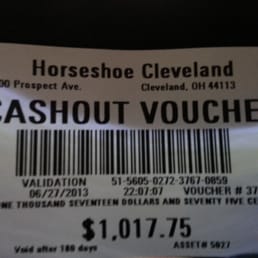 Horseshoe Cleveland
00 Prospect Ave. Cleveland, OH 44113
CASHOUT VOUCHE
VALIDATION 51-5605-0272-3767-0859
06/27/2013 22:07:07 VOUCHER # 37
ONE THOUSAND SEVENTEEN DOLLARS AND SEVENTY FIVE CE
$1,017.75
Void after 180 days ASSET# 5027